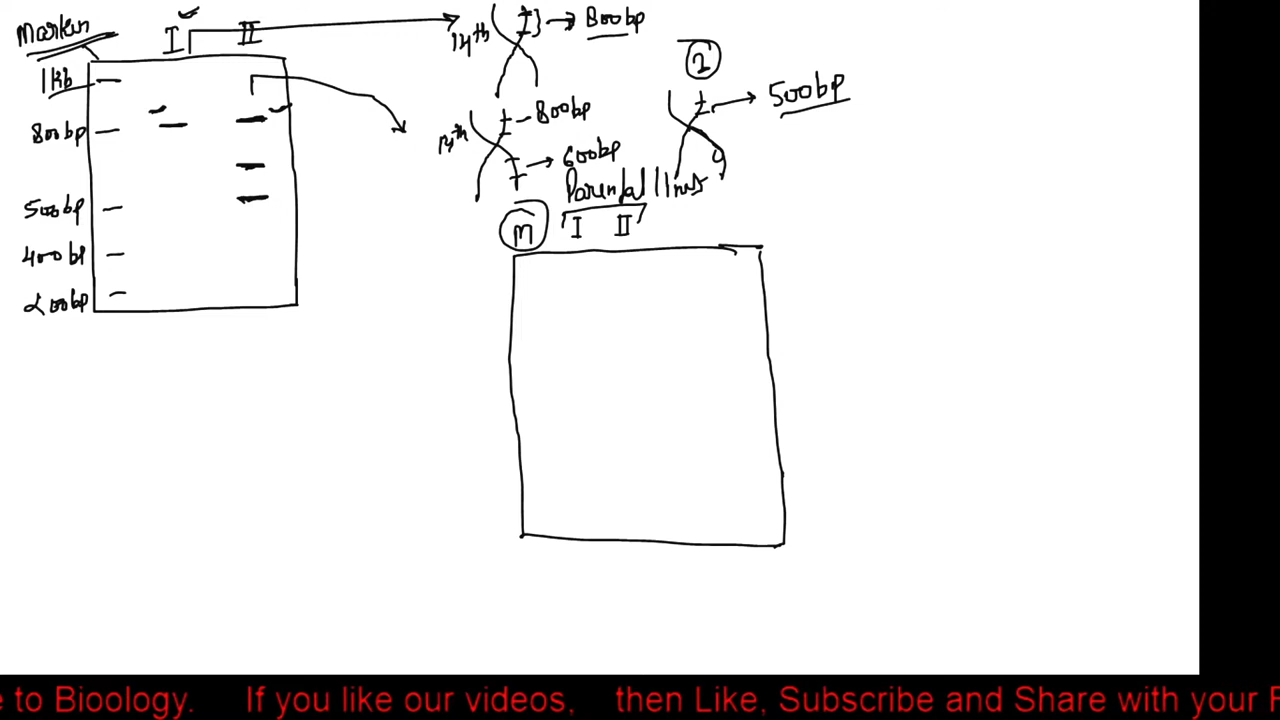 Marker
I II
14th 800bp
1kb
800bp
500bp
400bp
200bp
14th 800bp
600bp
2 500bp
Parental lines
M I II
e to Bioology. If you like our videos, then Like, Subscribe and Share with your F